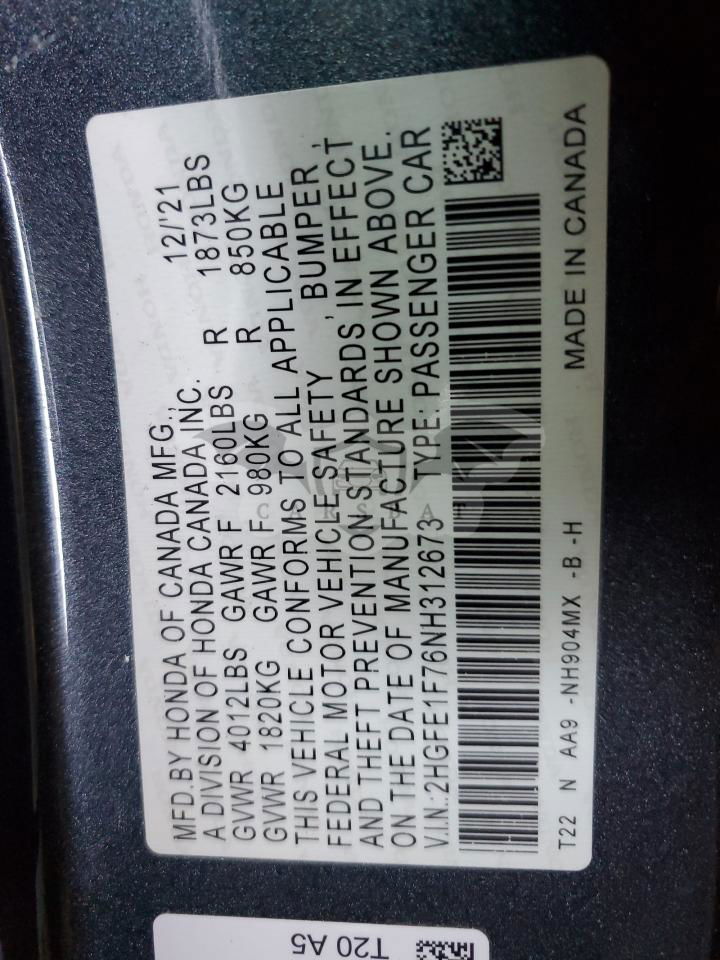 MFD.BY HONDA OF CANADA MFG., 12/'21
A DIVISION OF HONDA CANADA INC.
GVWR 4012LBS GAWR F 2160LBS R 1873LBS
GVWR 1820KG GAWR F 980KG R 850KG
THIS VEHICLE CONFORMS TO ALL APPLICABLE
FEDERAL MOTOR VEHICLE SAFETY, BUMPER,
AND THEFT PREVENTION STANDARDS, IN EFFECT
ON THE DATE OF MANUFACTURE SHOWN ABOVE.
V.I.N.:2HGFE1F76NH312673 TYPE: PASSENGER CAR
T22 N AA9 -NH904MX -B -H MADE IN CANADA
T20 A5